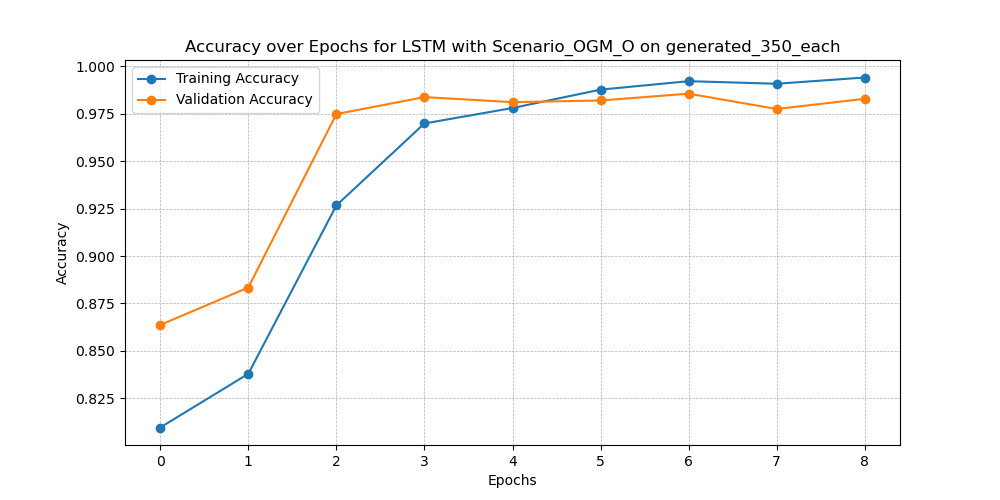 Accuracy over Epochs for LSTM with Scenario_OGM_O on generated_350_each
Training Accuracy
Validation Accuracy
1.000
0.975
0.950
0.925
0.900
0.875
0.850
0.825
Accuracy
0 1 2 3 4 5 6 7 8
Epochs